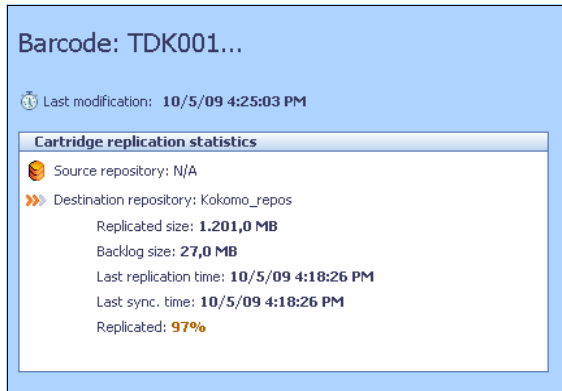 Barcode: TDK001...
Last modification: 10/5/09 4:25:03 PM
Cartridge replication statistics
Source repository: N/A
Destination repository: Kokomo_repos
Replicated size: 1.201,0 MB
Backlog size: 27,0 MB
Last replication time: 10/5/09 4:18:26 PM
Last sync. time: 10/5/09 4:18:26 PM
Replicated: 97%